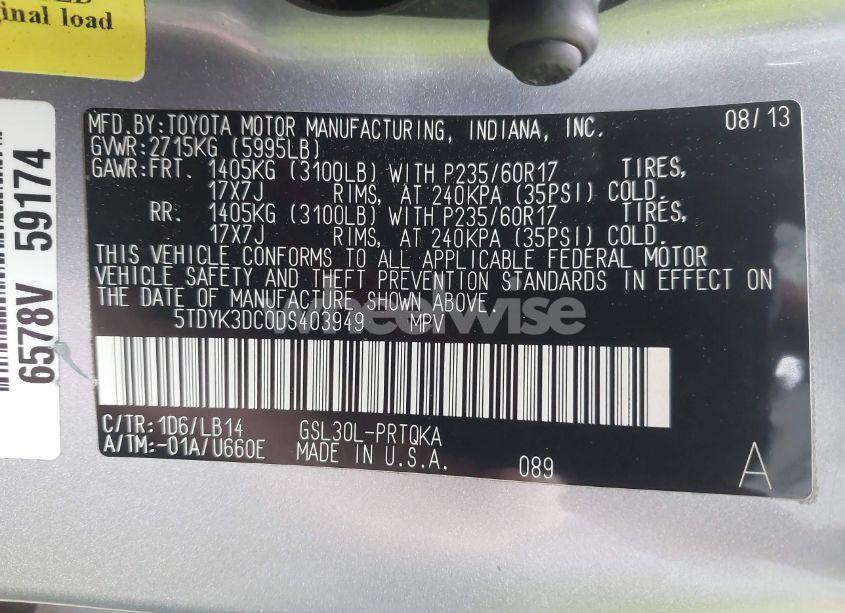 ginal load
6578V 59174
MFD.BY:TOYOTA MOTOR MANUFACTURING, INDIANA, INC. 08/13
GVWR:2715KG (5995LB)
GAWR:FRT. 1405KG (3100LB) WITH P235/60R17 TIRES,
17X7J RIMS, AT 240KPA (35PSI) COLD.
RR. 1405KG (3100LB) WITH P235/60R17 TIRES,
17X7J RIMS, AT 240KPA (35PSI) COLD.
THIS VEHICLE CONFORMS TO ALL APPLICABLE FEDERAL MOTOR
VEHICLE SAFETY AND THEFT PREVENTION STANDARDS IN EFFECT ON
THE DATE OF MANUFACTURE SHOWN ABOVE.
5TDYK3DC0DS403949 MPV
wheelwise
C/TR:1D6/LB14 GSL30L-PRTQKA
A/TM:-01A/U660E MADE IN U.S.A. 089 A